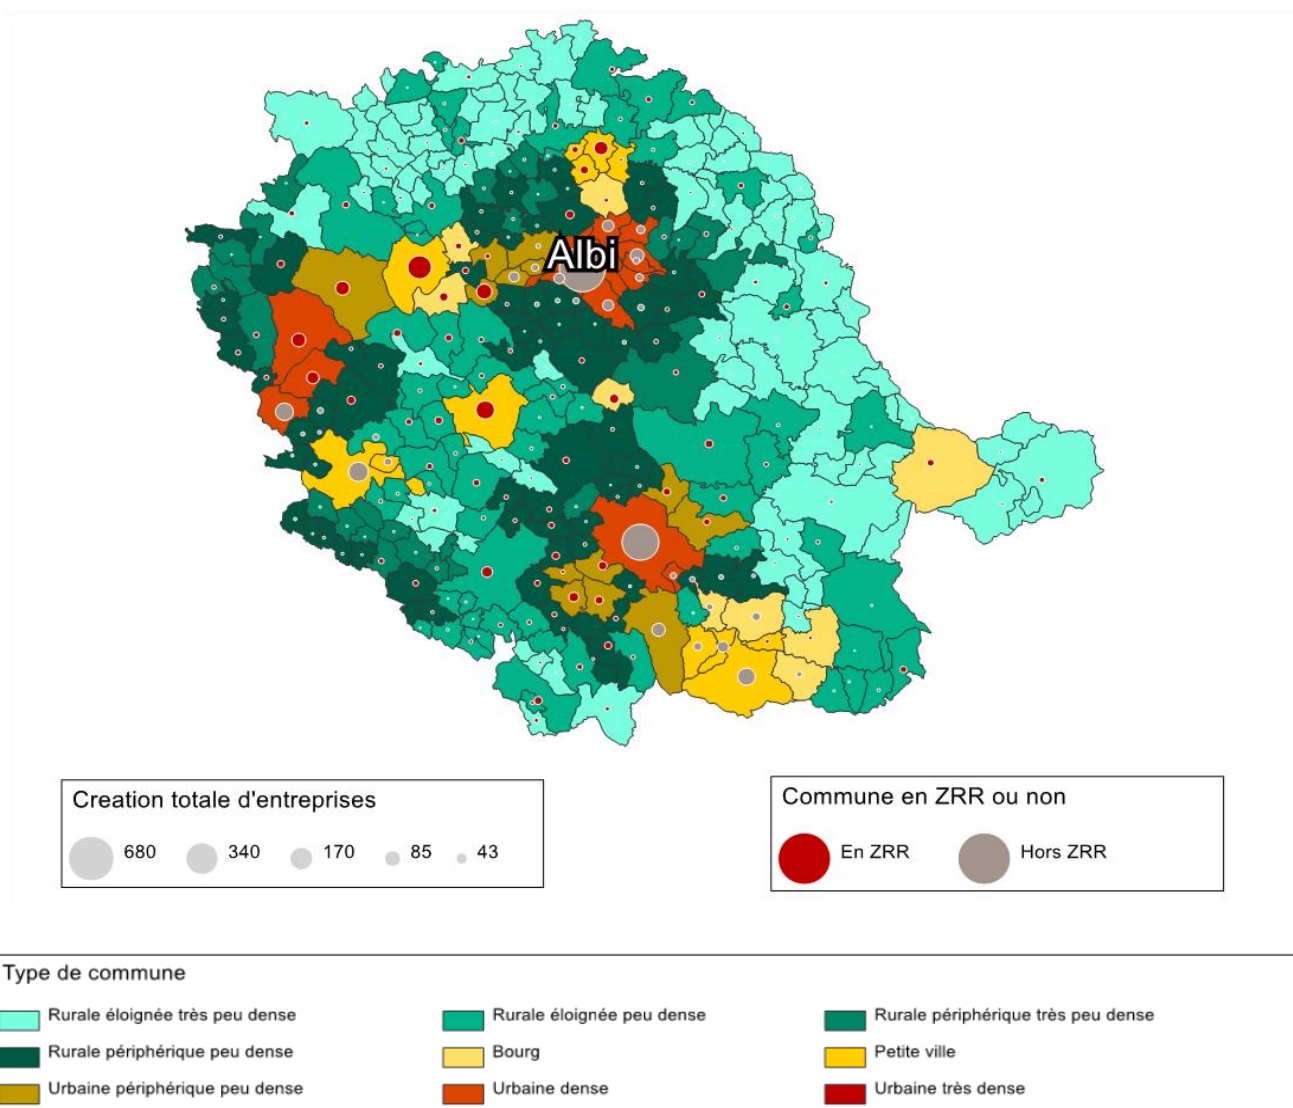 Albi
Creation totale d'entreprises
680 340 170 85 43
Commune en ZRR ou non
En ZRR Hors ZRR
Type de commune
Rurale éloignée très peu dense Rurale éloignée peu dense Rurale périphérique très peu dense
Rurale périphérique peu dense Bourg Petite ville
Urbaine périphérique peu dense Urbaine dense Urbaine très dense